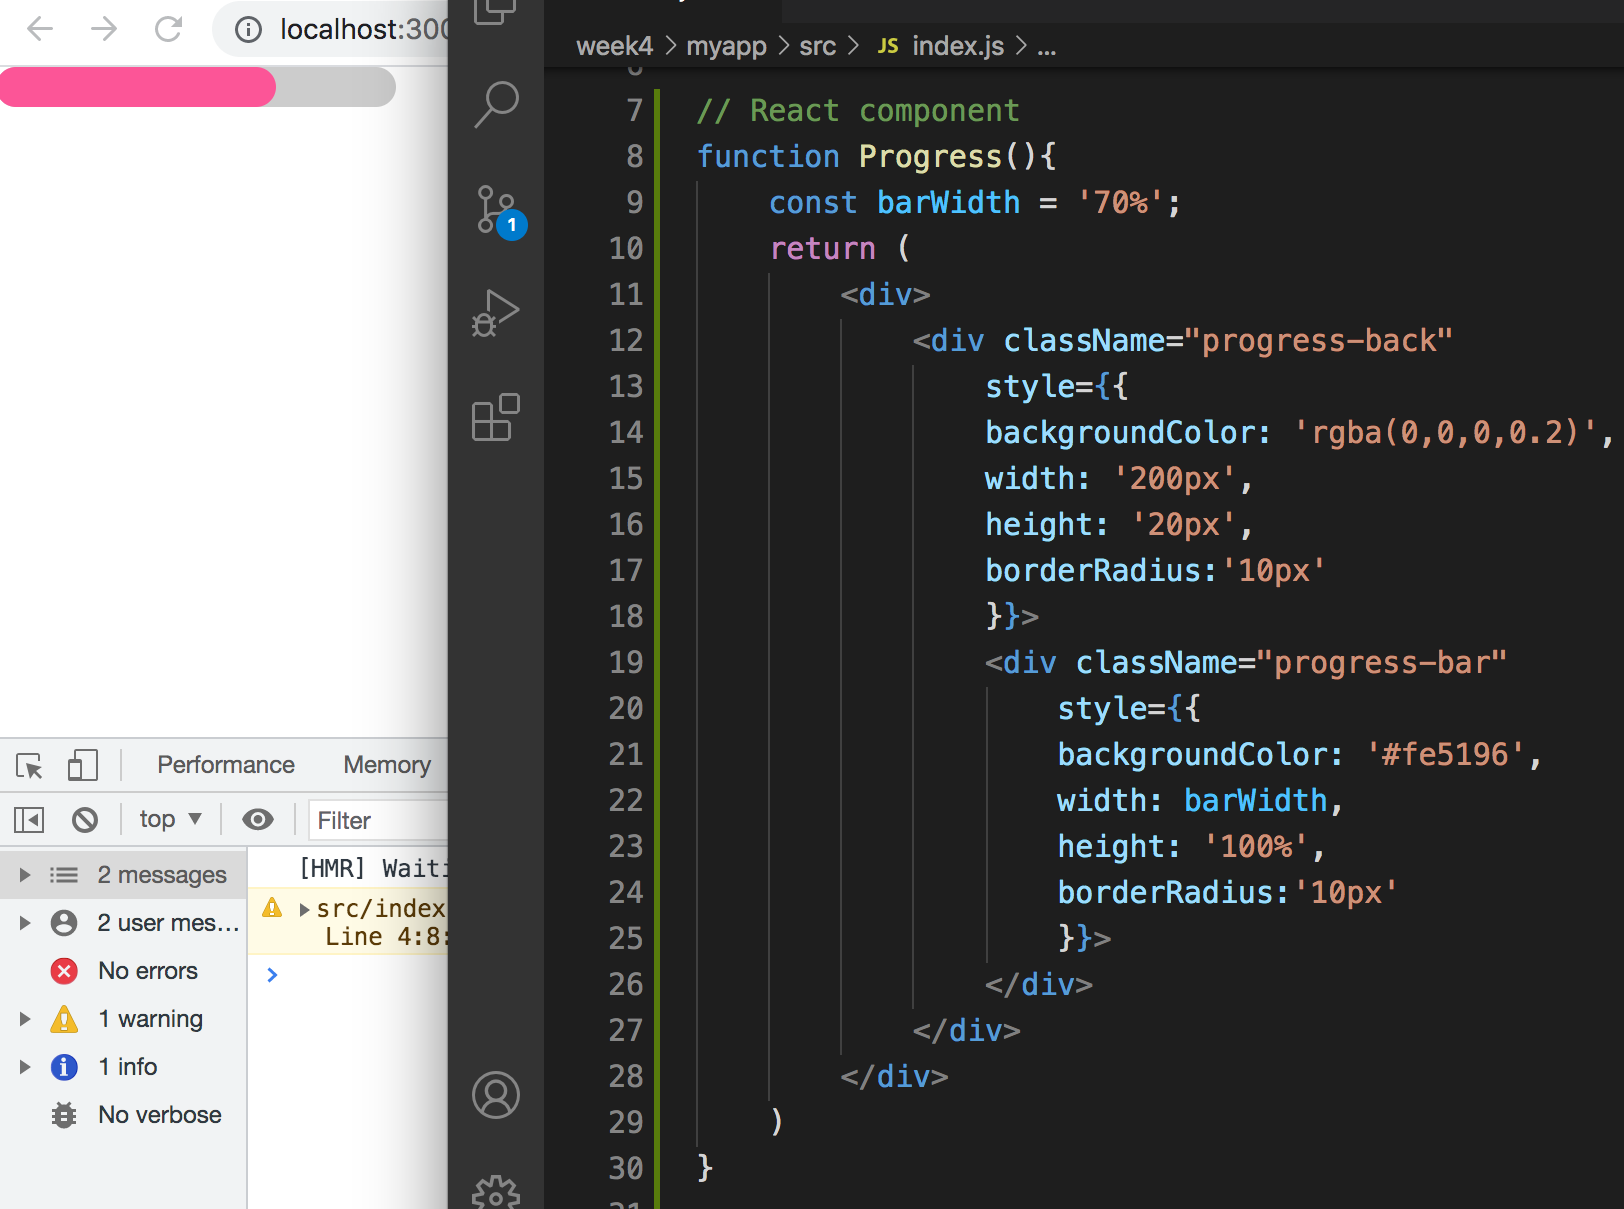 localhost:300
Performance Memory
top Filter
2 messages
2 user mes...
No errors
1 warning
1 info
No verbose
[HMR] Waiti
src/index
Line 4:8:
1
week4 > myapp > src > JS index.js > ...
7 // React component
8 function Progress(){
9 const barWidth = '70%';
10 return (
11 <div>
12 <div className="progress-back"
13 style={{
14 backgroundColor: 'rgba(0,0,0,0.2)',
15 width: '200px',
16 height: '20px',
17 borderRadius:'10px'
18 }}>
19 <div className="progress-bar"
20 style={{
21 backgroundColor: '#fe5196',
22 width: barWidth,
23 height: '100%',
24 borderRadius:'10px'
25 }}>
26 </div>
27 </div>
28 </div>
29 )
30 }